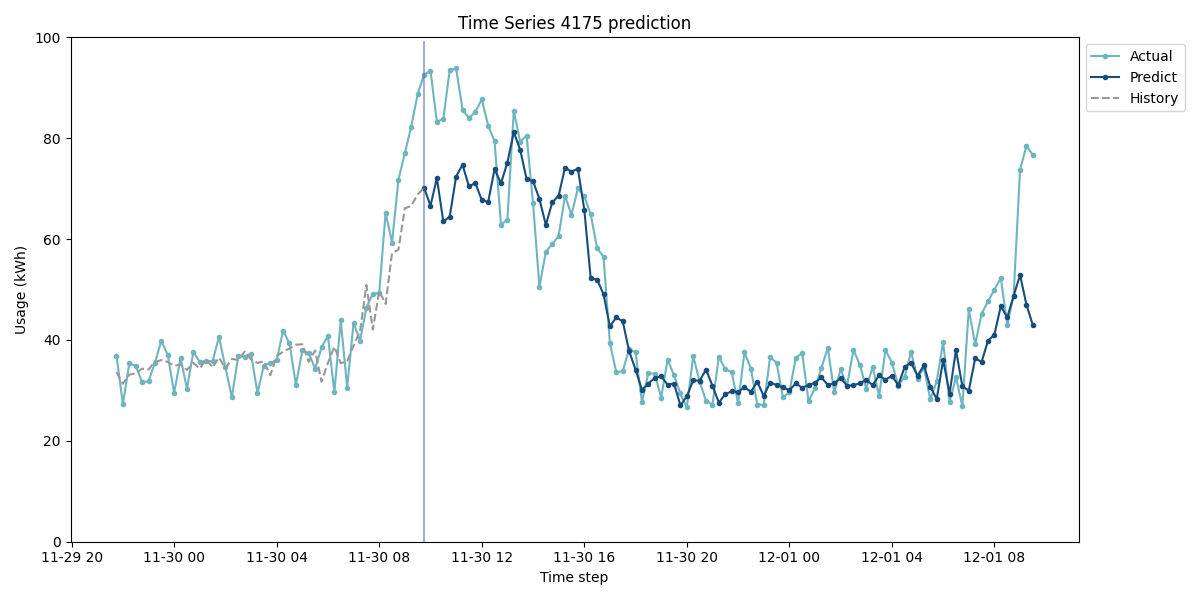 Time Series 4175 prediction
Usage (kWh)
100
80
60
40
20
0
11-29 20
11-30 00
11-30 04
11-30 08
11-30 12
11-30 16
11-30 20
12-01 00
12-01 04
12-01 08
Time step
Actual
Predict
History